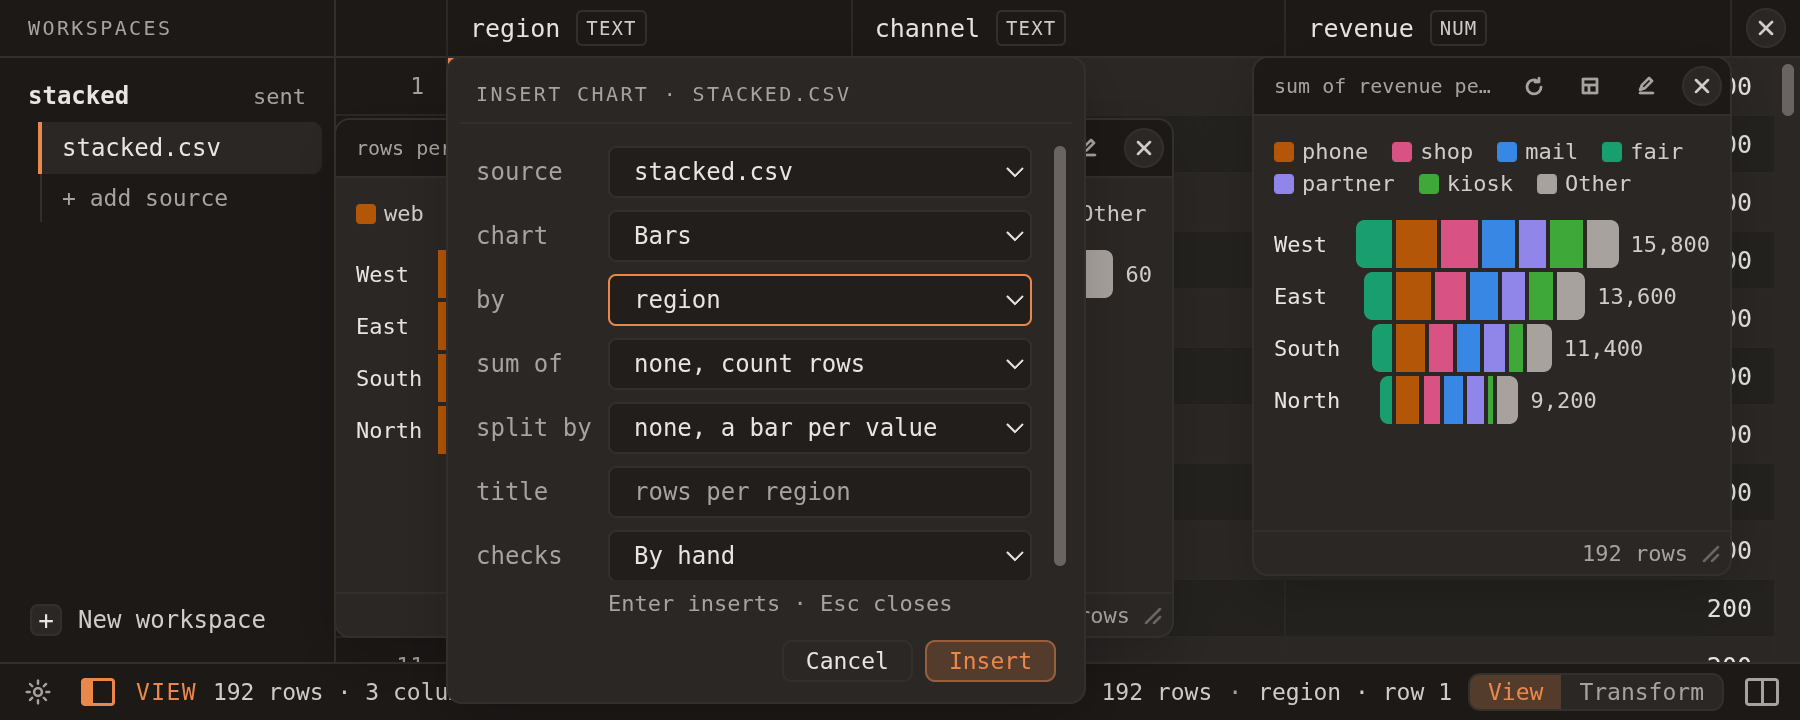 WORKSPACES
region TEXT
channel TEXT
revenue NUM
stacked sent
stacked.csv
+ add source
+ New workspace
1
INSERT CHART · STACKED.CSV
source stacked.csv
chart Bars
by region
sum of none, count rows
split by none, a bar per value
title rows per region
checks By hand
Enter inserts · Esc closes
Cancel Insert
rows per
web
Other
West 60
East
South
North
rows
sum of revenue pe…
phone shop mail fair
partner kiosk Other
West 15,800
East 13,600
South 11,400
North 9,200
192 rows
200
VIEW 192 rows · 3 colu
192 rows · region · row 1
View Transform